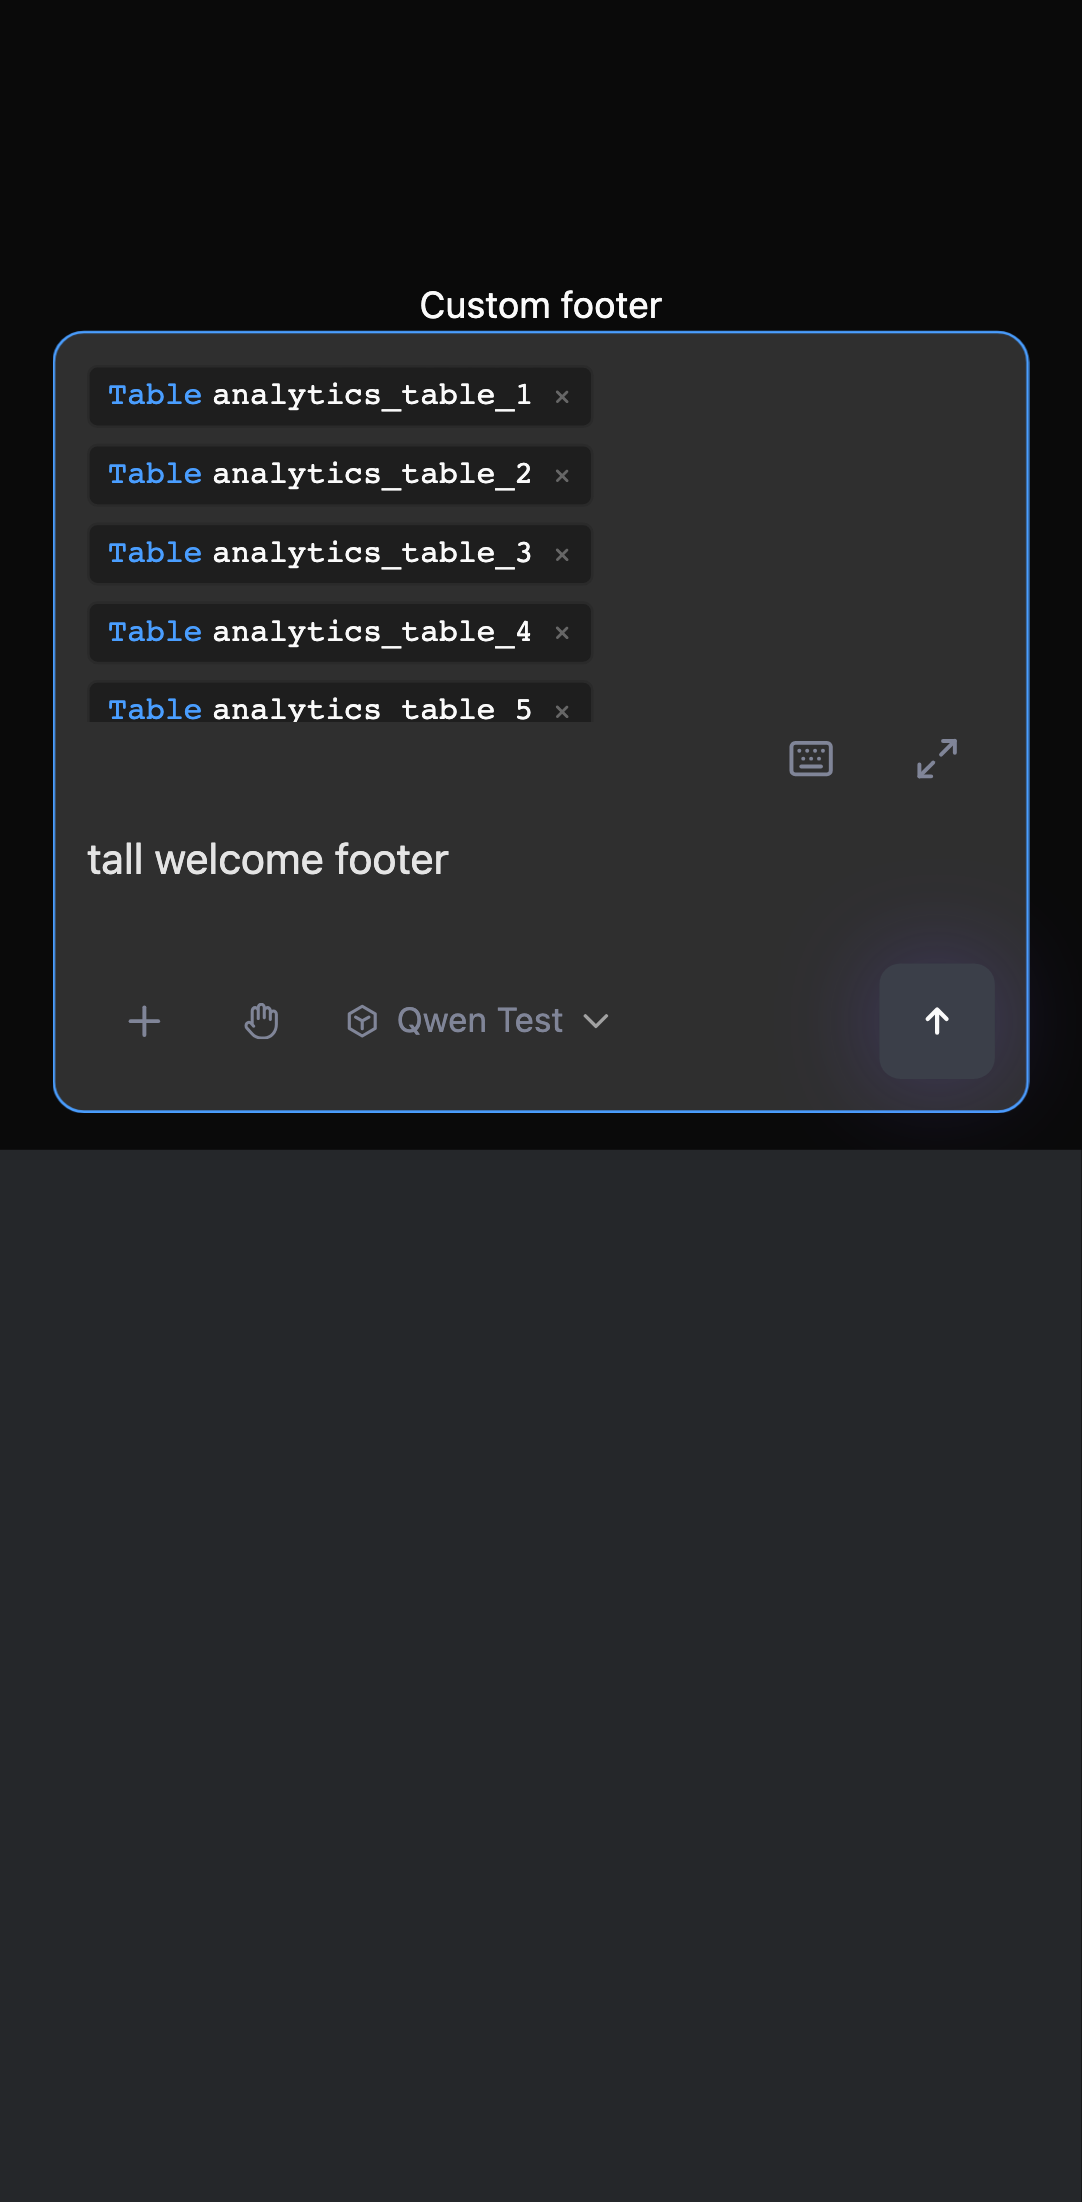 Custom footer
Table analytics_table_1 ×
Table analytics_table_2 ×
Table analytics_table_3 ×
Table analytics_table_4 ×
Table analytics_table_5 ×
tall welcome footer
Qwen Test